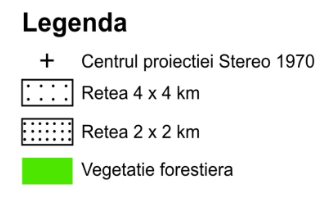 Legenda
Centrul proiectiei Stereo 1970
Retea 4 x 4 km
Retea 2 x 2 km
Vegetatie forestiera